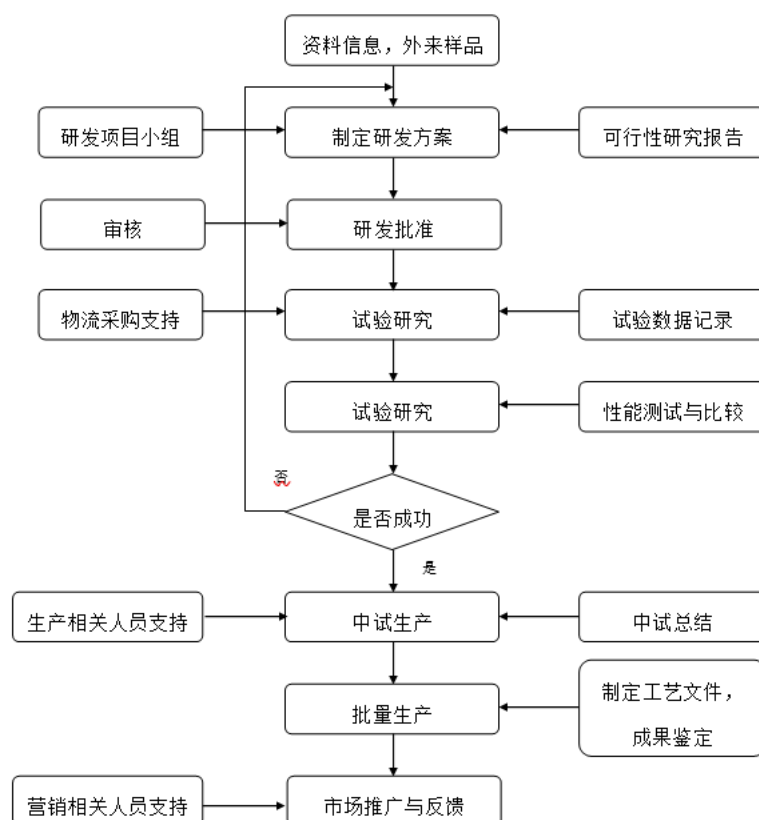 资料信息，外来样品
研发项目小组
制定研发方案
可行性研究报告
审核
研发批准
物流采购支持
试验研究
试验数据记录
试验研究
性能测试与比较
否
是否成功
是
生产相关人员支持
中试生产
中试总结
批量生产
制定工艺文件，
成果鉴定
营销相关人员支持
市场推广与反馈